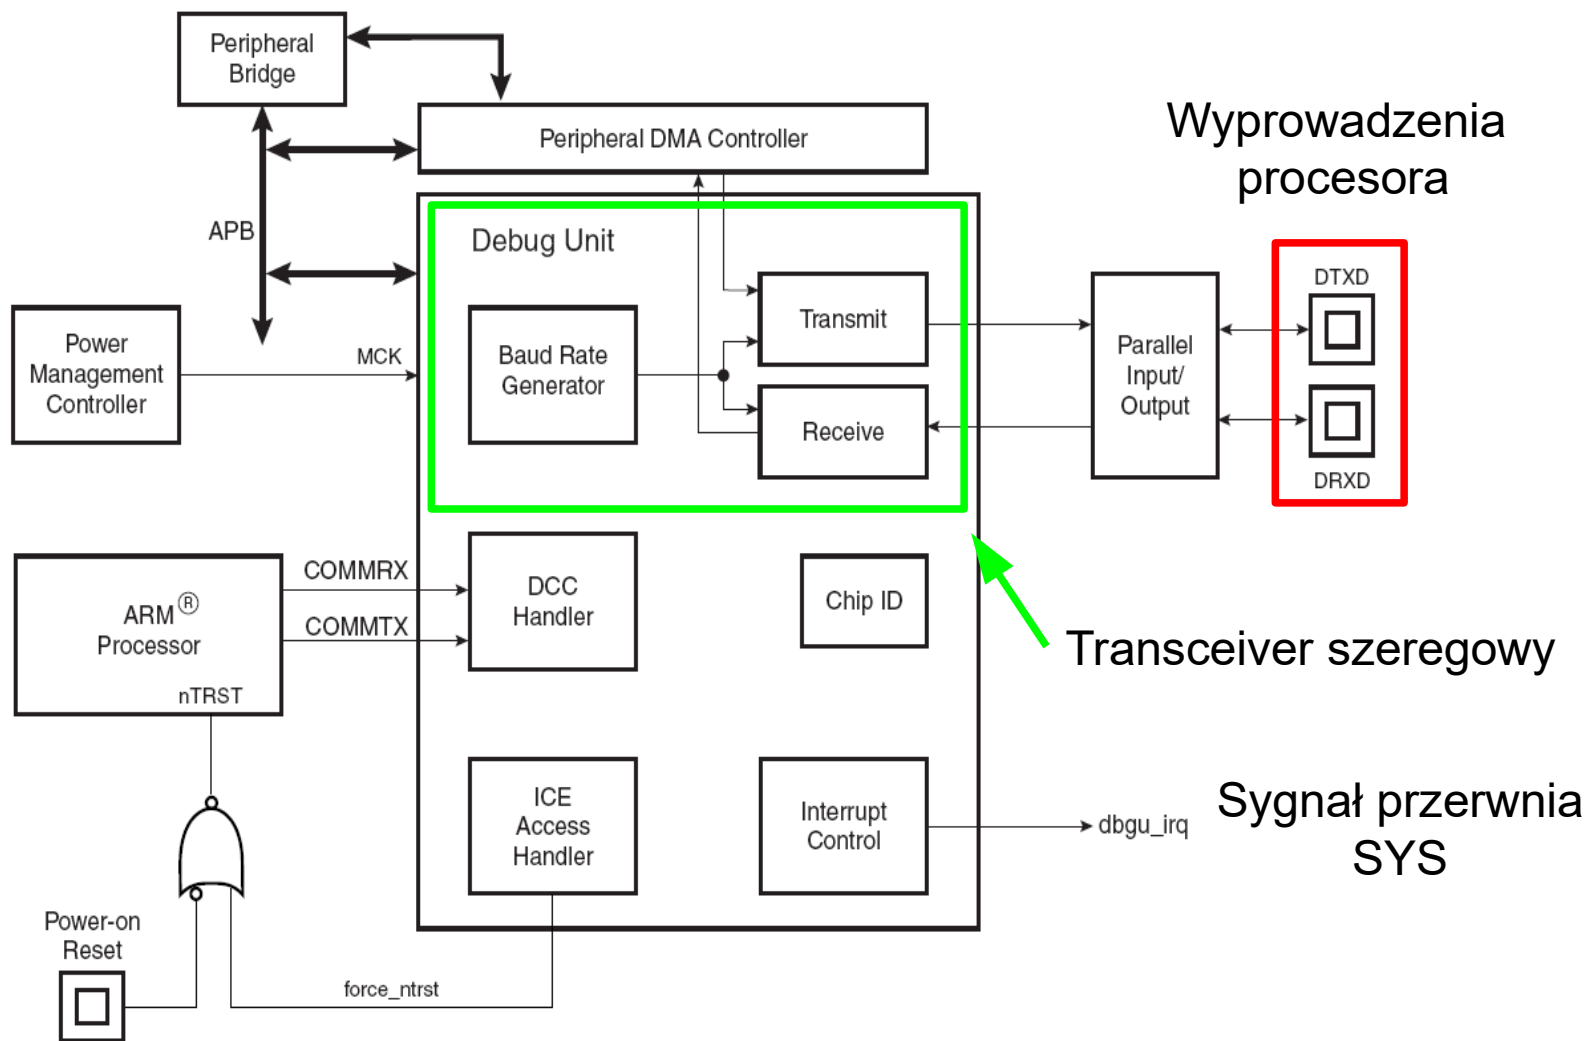 Peripheral
Bridge
Peripheral DMA Controller
Wyprowadzenia
procesora
APB
Debug Unit
DTXD
Transmit
Power
Management
Controller
MCK
Baud Rate
Generator
Parallel
Input/
Output
Receive
DRXD
COMMRX
DCC
Handler
Chip ID
ARM®
Processor
COMMTX
Transceiver szeregowy
nTRST
ICE
Access
Handler
Interrupt
Control
dbgu_irq
Sygnał przerwnia
SYS
Power-on
Reset
force_ntrst